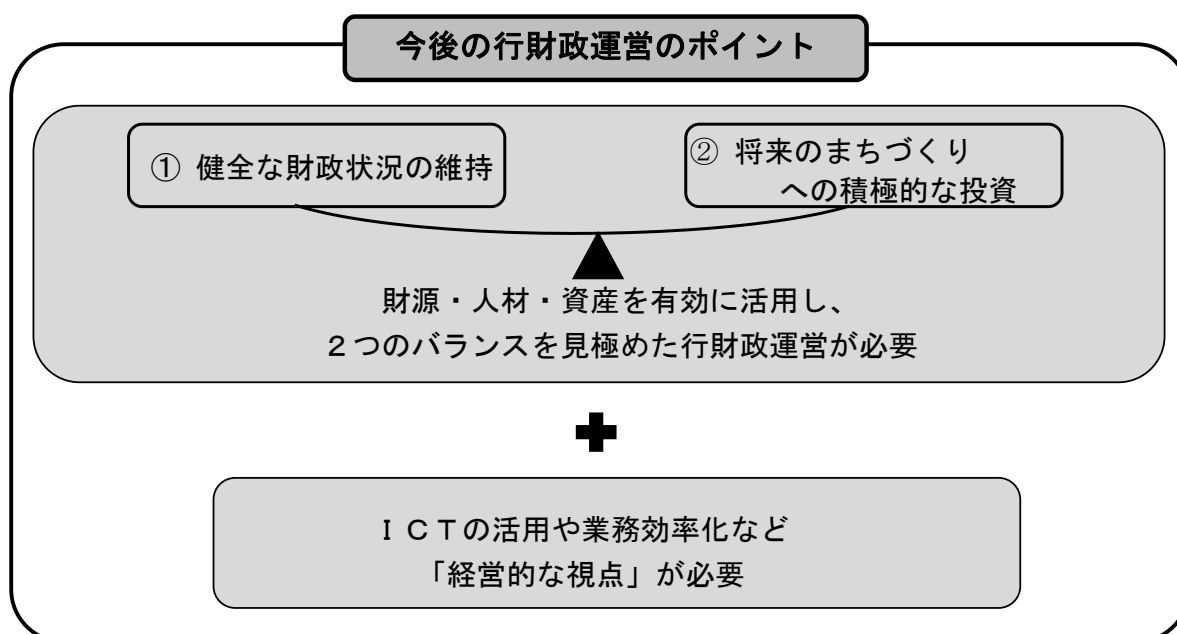 今後の行財政運営のポイント
① 健全な財政状況の維持
② 将来のまちづくり
への積極的な投資
財源・人材・資産を有効に活用し、
２つのバランスを見極めた行財政運営が必要
ＩＣＴの活用や業務効率化など
「経営的な視点」が必要